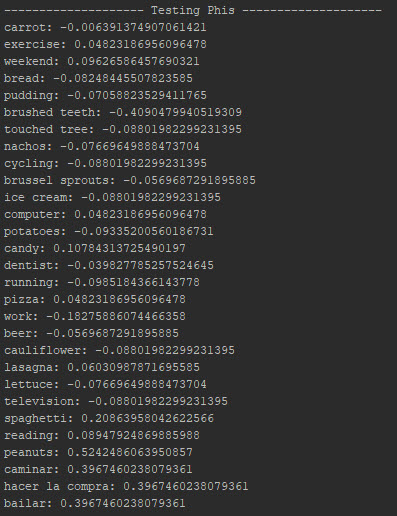 -------------------- Testing Phis --------------------
carrot: -0.006391374907061421
exercise: 0.04823186956096478
weekend: 0.09626586457690321
bread: -0.08248445507823585
pudding: -0.07058823529411765
brushed teeth: -0.4090479940519309
touched tree: -0.08801982299231395
nachos: -0.07669649888473704
cycling: -0.08801982299231395
brussel sprouts: -0.0569687291895885
ice cream: -0.08801982299231395
computer: 0.04823186956096478
potatoes: -0.09335200560186731
candy: 0.10784313725490197
dentist: -0.039827785257524645
running: -0.0985184366143778
pizza: 0.04823186956096478
work: -0.18275886074466358
beer: -0.0569687291895885
cauliflower: -0.08801982299231395
lasagna: 0.06030987871695585
lettuce: -0.07669649888473704
television: -0.08801982299231395
spaghetti: 0.20863958042622566
reading: 0.08947924869885988
peanuts: 0.5242486063950857
caminar: 0.3967460238079361
hacer la compra: 0.3967460238079361
bailar: 0.3967460238079361